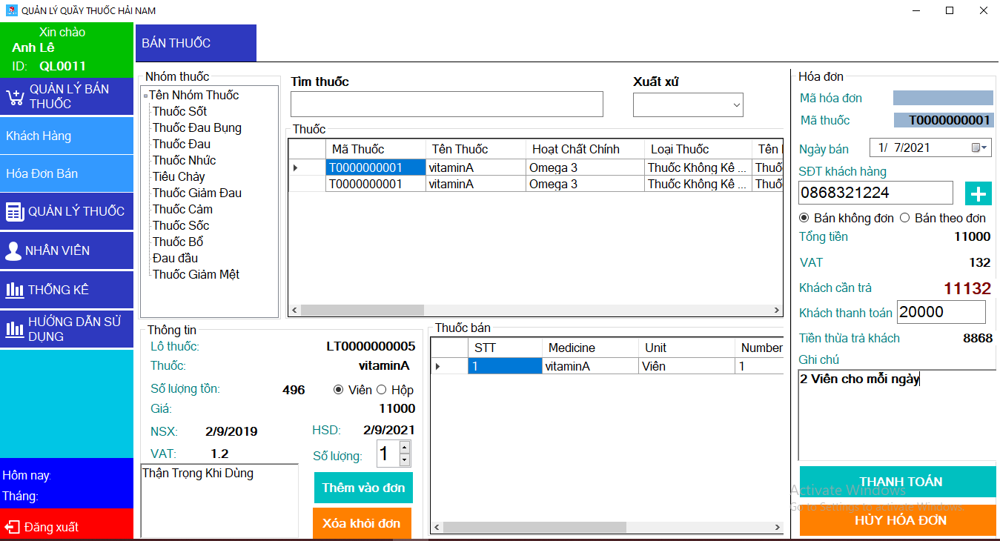 QUẢN LÝ QUẦY THUỐC HẢI NAM
Xin chào
Anh Lê
ID: QL0011
QUẢN LÝ BÁN
THUỐC
Khách Hàng
Hóa Đơn Bán
QUẢN LÝ THUỐC
NHÂN VIÊN
THỐNG KÊ
HƯỚNG DẪN SỬ
DỤNG
Hôm nay:
Tháng:
Đăng xuất
BÁN THUỐC
Nhóm thuốc
Tên Nhóm Thuốc
Thuốc Sốt
Thuốc Đau Bụng
Thuốc Đau
Thuốc Nhức
Tiêu Chảy
Thuốc Giảm Đau
Thuốc Cảm
Thuốc Sốc
Thuốc Bổ
Đau đầu
Thuốc Giảm Mệt
Tìm thuốc
Xuất xứ
Thuốc
Mã Thuốc Tên Thuốc Hoạt Chất Chính Loại Thuốc Tên
T0000000001 vitaminA Omega 3 Thuốc Không Kê ... Thuố
T0000000001 vitaminA Omega 3 Thuốc Không Kê ... Thuố
Thông tin
Lô thuốc: LT0000000005
Thuốc: vitaminA
Số lượng tồn: 496 Viên Hộp
Giá: 11000
NSX: 2/9/2019 HSD: 2/9/2021
VAT: 1.2 Số lượng: 1
Thận Trọng Khi Dùng
Thêm vào đơn
Xóa khỏi đơn
Thuốc bán
STT Medicine Unit Number
1 vitaminA Viên 1
Hóa đơn
Mã hóa đơn
Mã thuốc T0000000001
Ngày bán 1/ 7/2021
SĐT khách hàng
0868321224
Bán không đơn Bán theo đơn
Tổng tiền 11000
VAT 132
Khách cần trả 11132
Khách thanh toán 20000
Tiền thừa trả khách 8868
Ghi chú
2 Viên cho mỗi ngày
THANH TOÁN
Activate Windows
Go to Settings to activate Windows.
HỦY HÓA ĐƠN